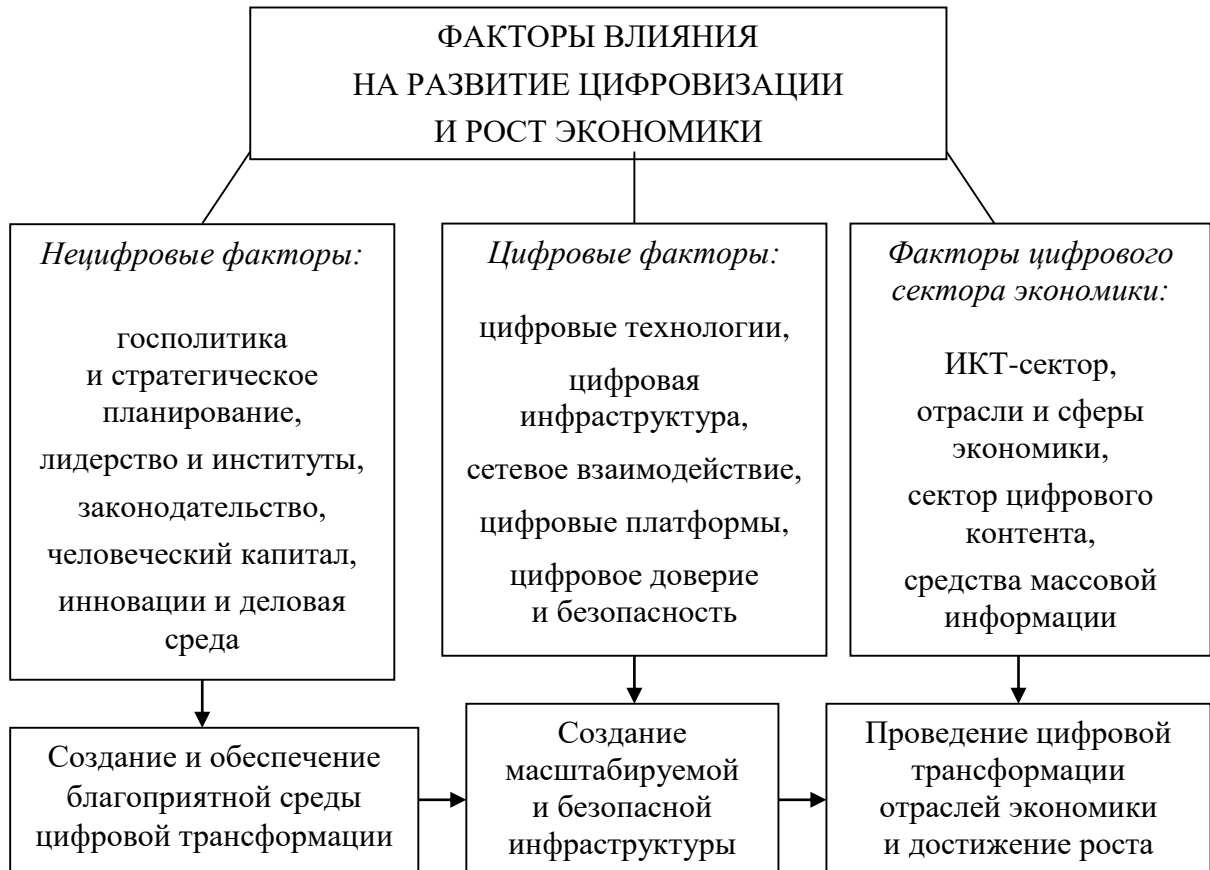 ФАКТОРЫ ВЛИЯНИЯ
НА РАЗВИТИЕ ЦИФРОВИЗАЦИИ
И РОСТ ЭКОНОМИКИ
Нецифровые факторы:
госполитика
и стратегическое
планирование,
лидерство и институты,
законодательство,
человеческий капитал,
инновации и деловая
среда
Цифровые факторы:
цифровые технологии,
цифровая
инфраструктура,
сетевое взаимодействие,
цифровые платформы,
цифровое доверие
и безопасность
Факторы цифрового
сектора экономики:
ИКТ-сектор,
отрасли и сферы
экономики,
сектор цифрового
контента,
средства массовой
информации
Создание и обеспечение
благоприятной среды
цифровой трансформации
Создание
масштабируемой
и безопасной
инфраструктуры
Проведение цифровой
трансформации
отраслей экономики
и достижение роста